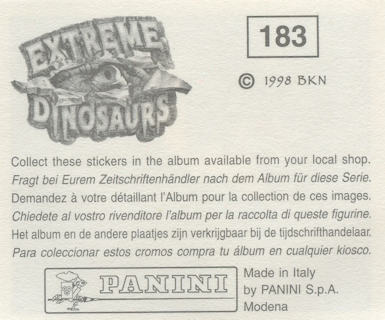 EXTREME
DINOSAURS
183
© 1998 BKN
Collect these stickers in the album available from your local shop.
Fragt bei Eurem Zeitschriftenhändler nach dem Album für diese Serie.
Demandez à votre détaillant l'Album pour la collection de ces images.
Chiedete al vostro rivenditore l'album per la raccolta di queste figurine.
Het album en de andere plaatjes zijn verkrijgbaar bij de tijdschrifthandelaar.
Para coleccionar estos cromos compra tu álbum en cualquier kiosco.
PANINI
Made in Italy
by PANINI S.p.A.
Modena